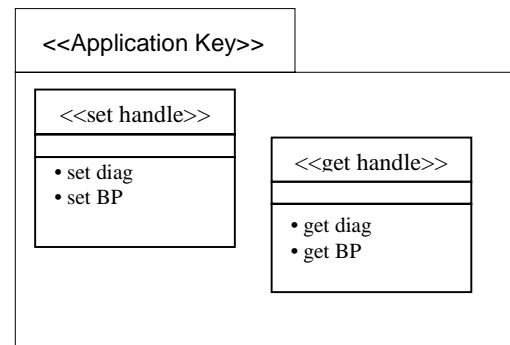 <<Application Key>>
<<set handle>>
• set diag
• set BP
<<get handle>>
• get diag
• get BP